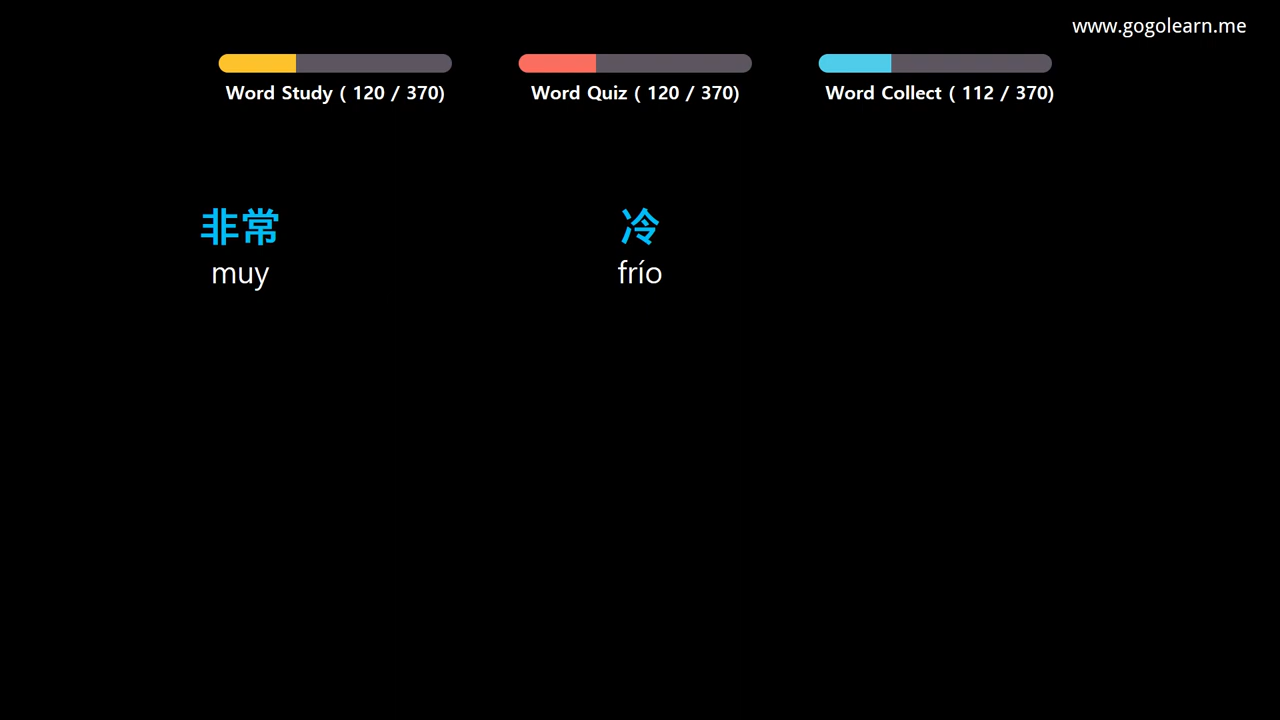 www.gogolearn.me
Word Study ( 120 / 370)
Word Quiz ( 120 / 370)
Word Collect ( 112 / 370)
非常
muy
冷
frío